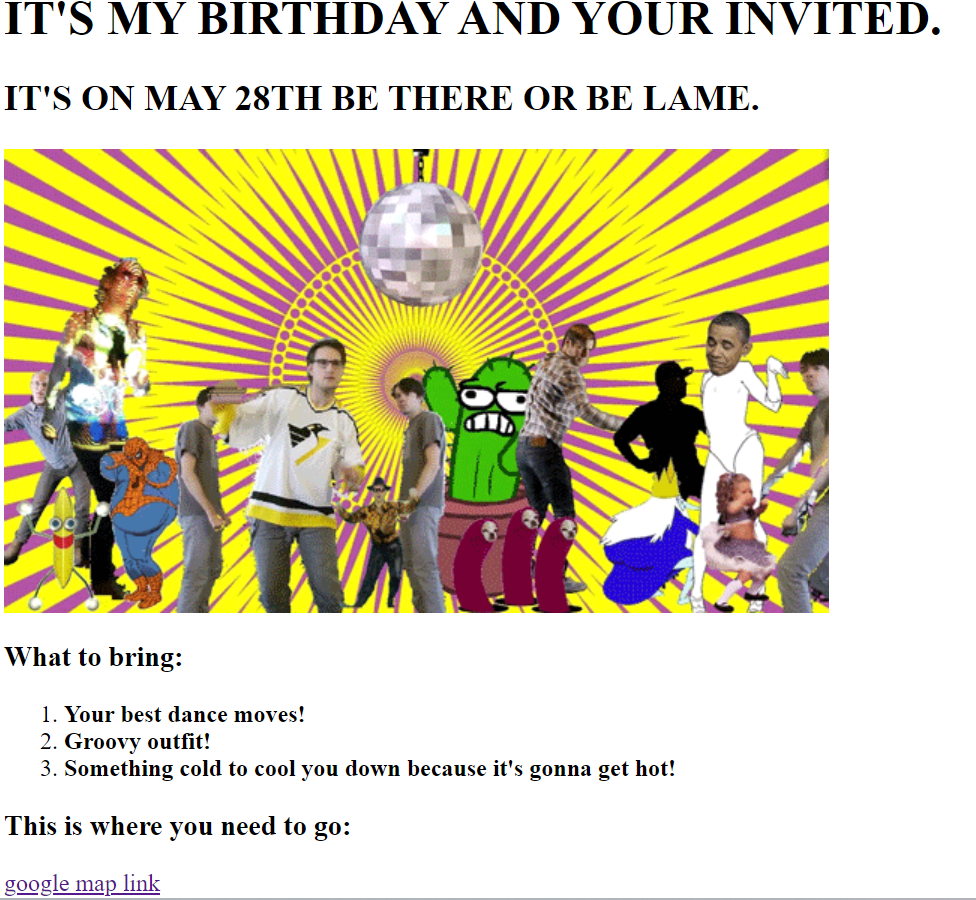 IT'S MY BIRTHDAY AND YOUR INVITED.
IT'S ON MAY 28TH BE THERE OR BE LAME.
What to bring:
1. Your best dance moves!
2. Groovy outfit!
3. Something cold to cool you down because it's gonna get hot!
This is where you need to go:
google map link